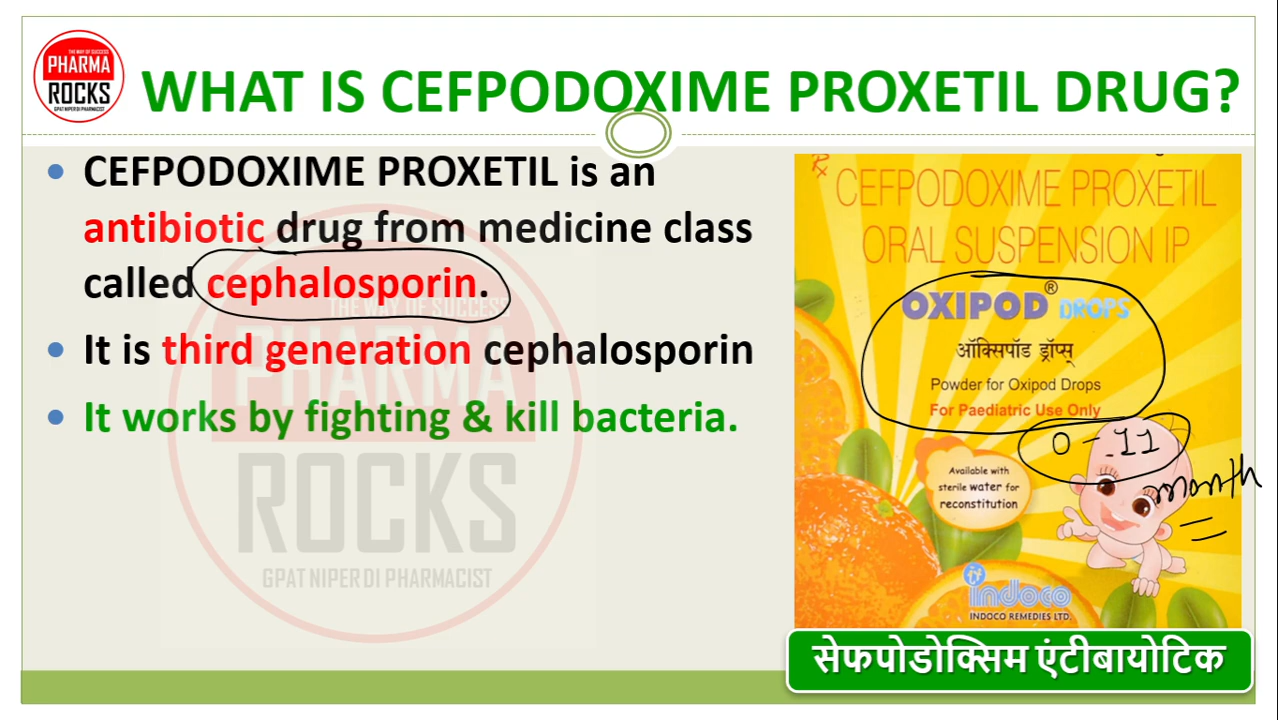 THE WAY OF SUCCESS
PHARMA
ROCKS
GPAT NIPER DI PHARMACIST
WHAT IS CEFPODOXIME PROXETIL DRUG?
• CEFPODOXIME PROXETIL is an
antibiotic drug from medicine class
called cephalosporin.
• It is third generation cephalosporin
• It works by fighting & kill bacteria.
THE WAY OF SUCCESS
PHARMA
ROCKS
GPAT NIPER DI PHARMACIST
Rx
CEFPODOXIME PROXETIL
ORAL SUSPENSION IP
OXIPOD® DROPS
ऑक्सिपॉड ड्रॉप्स्
Powder for Oxipod Drops
For Paediatric Use Only
0 - 11
month
Available with
sterile water for
reconstitution
indoco
INDOCO REMEDIES LTD.
सेफपोडोक्सिम एंटीबायोटिक